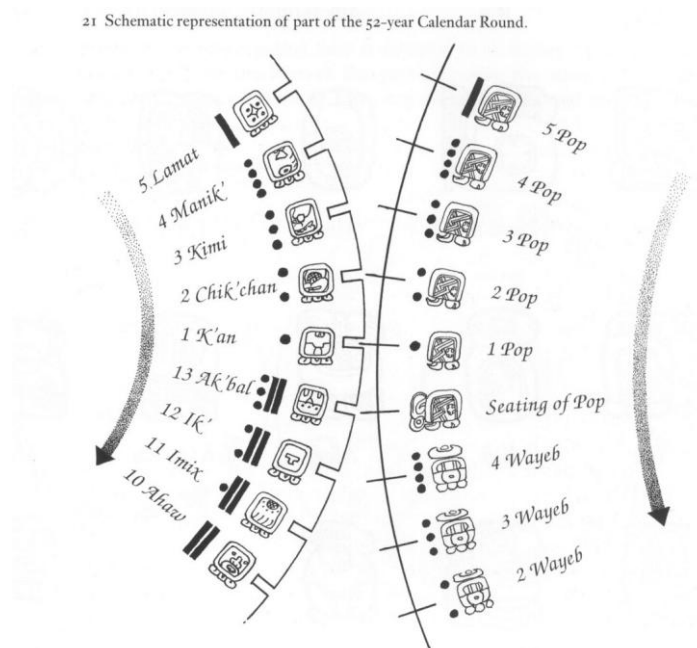 21 Schematic representation of part of the 52-year Calendar Round.
5 Lamat
4 Manik'
3 Kimi
2 Chik'chan
1 K'an
13 Ak'bal
12 Ik'
11 Imix
10 Ahaw
5 Pop
4 Pop
3 Pop
2 Pop
1 Pop
Seating of Pop
4 Wayeb
3 Wayeb
2 Wayeb